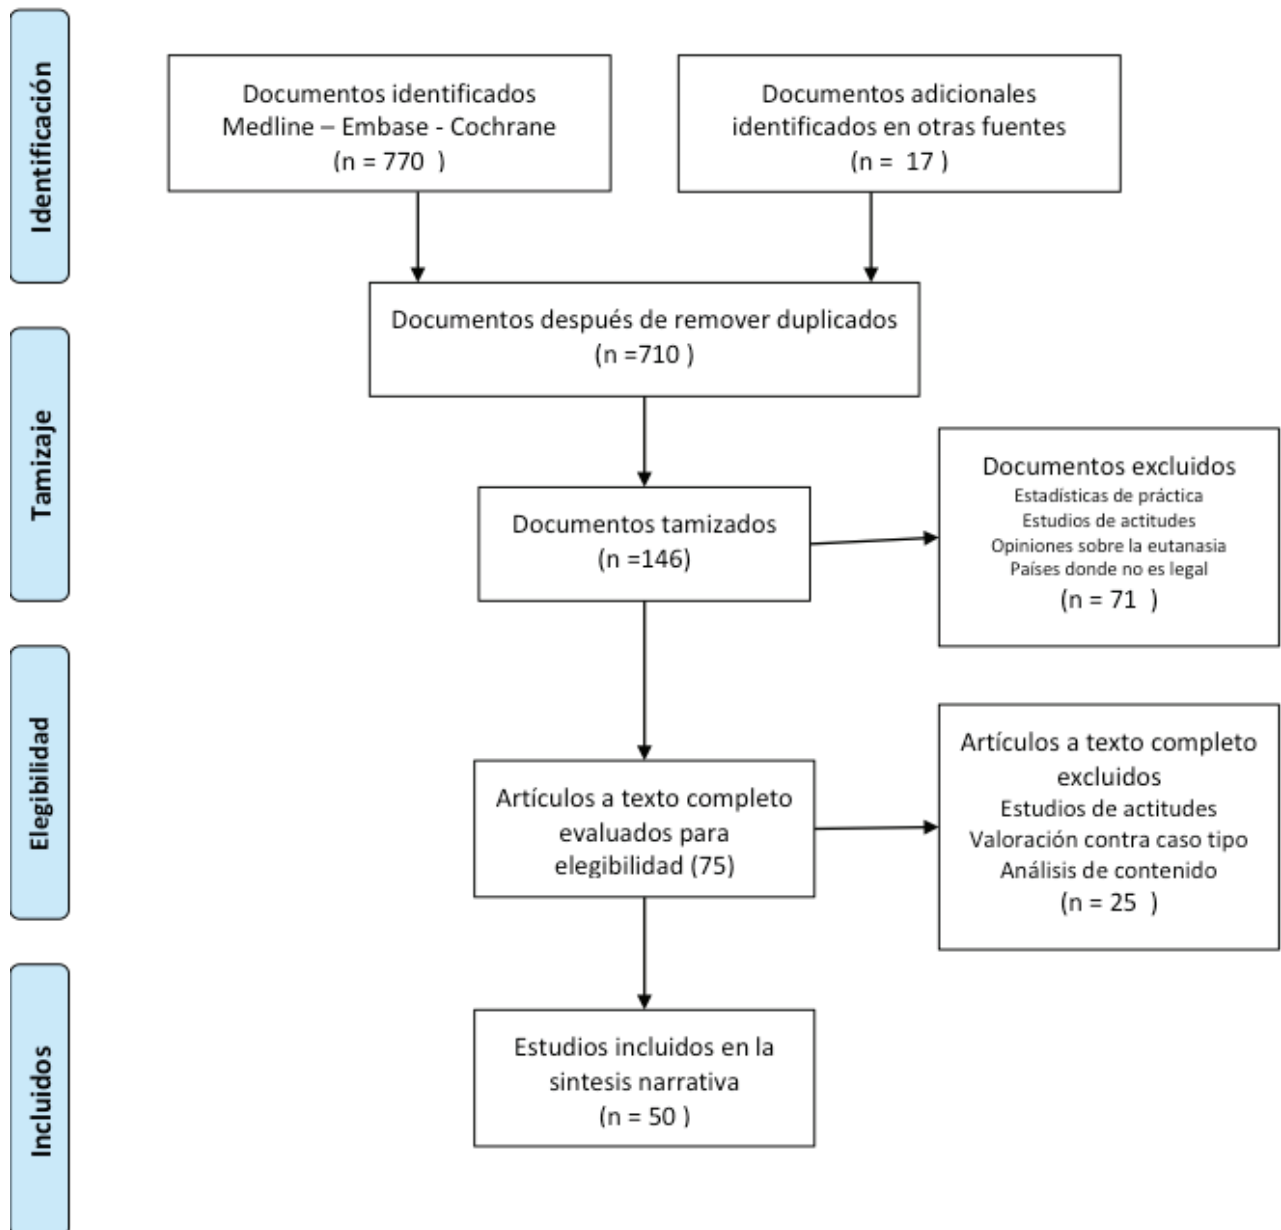 Identificación
Documentos identificados
Medline – Embase - Cochrane
(n = 770  )
Documentos adicionales
identificados en otras fuentes
(n =  17 )
Documentos después de remover duplicados
(n =710 )
Tamizaje
Documentos tamizados
(n =146)
Documentos excluidos
Estadísticas de práctica
Estudios de actitudes
Opiniones sobre la eutanasia
Países donde no es legal
(n = 71  )
Elegibilidad
Artículos a texto completo
evaluados para
elegibilidad (75)
Artículos a texto completo
excluidos
Estudios de actitudes
Valoración contra caso tipo
Análisis de contenido
(n = 25  )
Incluidos
Estudios incluidos en la
sintesis narrativa
(n = 50 )